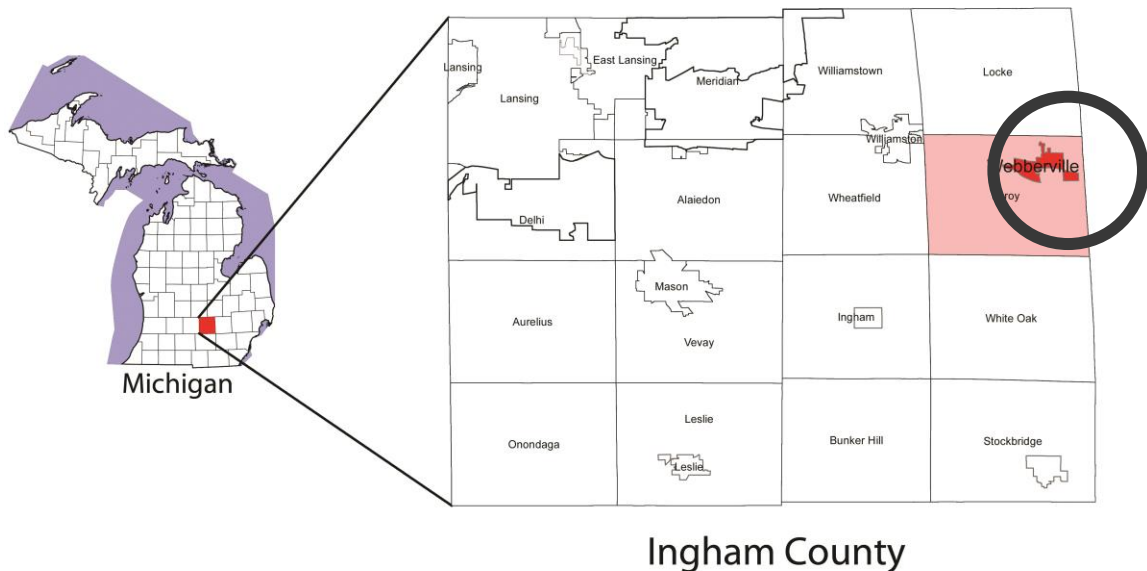 Lansing
East Lansing
Meridian
Williamstown
Locke
Lansing
Williamston
Webberville
Delhi
Alaiedon
Wheatfield
roy
Mason
Aurelius
Ingham
White Oak
Vevay
Leslie
Onondaga
Bunker Hill
Stockbridge
Leslie
Michigan
Ingham County